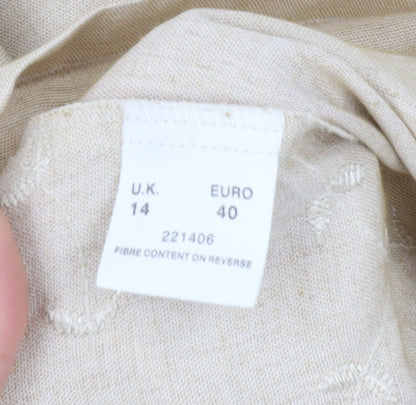 U.K. EURO
14 40
221406
FIBRE CONTENT ON REVERSE